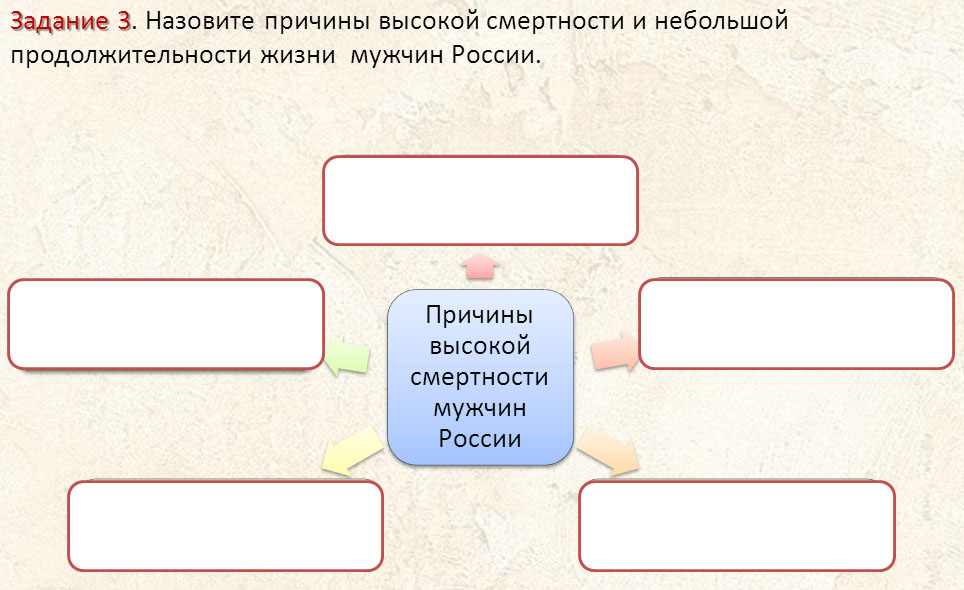 Задание 3. Назовите причины высокой смертности и небольшой
продолжительности жизни мужчин России.
Причины
высокой
смертности
мужчин
России